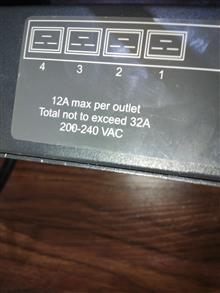 4 3 2 1
12A max per outlet
Total not to exceed 32A
200-240 VAC